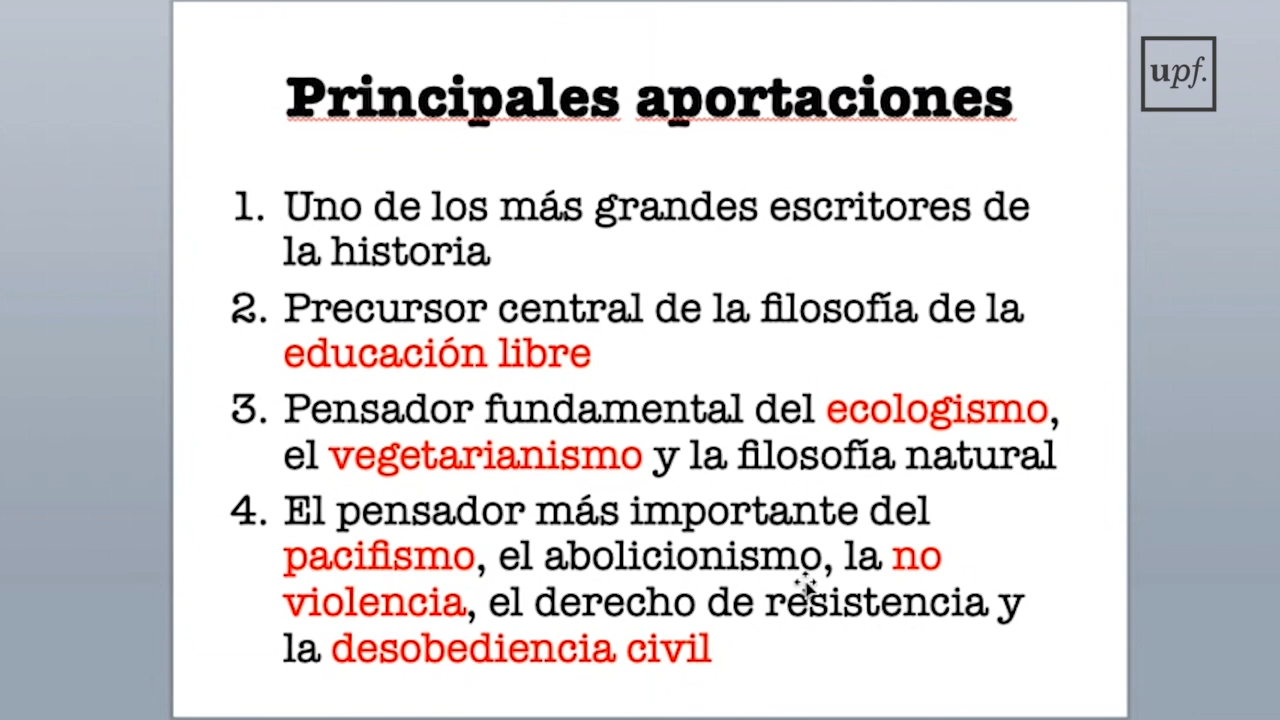 Principales aportaciones
upf.
1. Uno de los más grandes escritores de
la historia
2. Precursor central de la filosofía de la
educación libre
3. Pensador fundamental del ecologismo,
el vegetarianismo y la filosofía natural
4. El pensador más importante del
pacifismo, el abolicionismo, la no
violencia, el derecho de resistencia y
la desobediencia civil